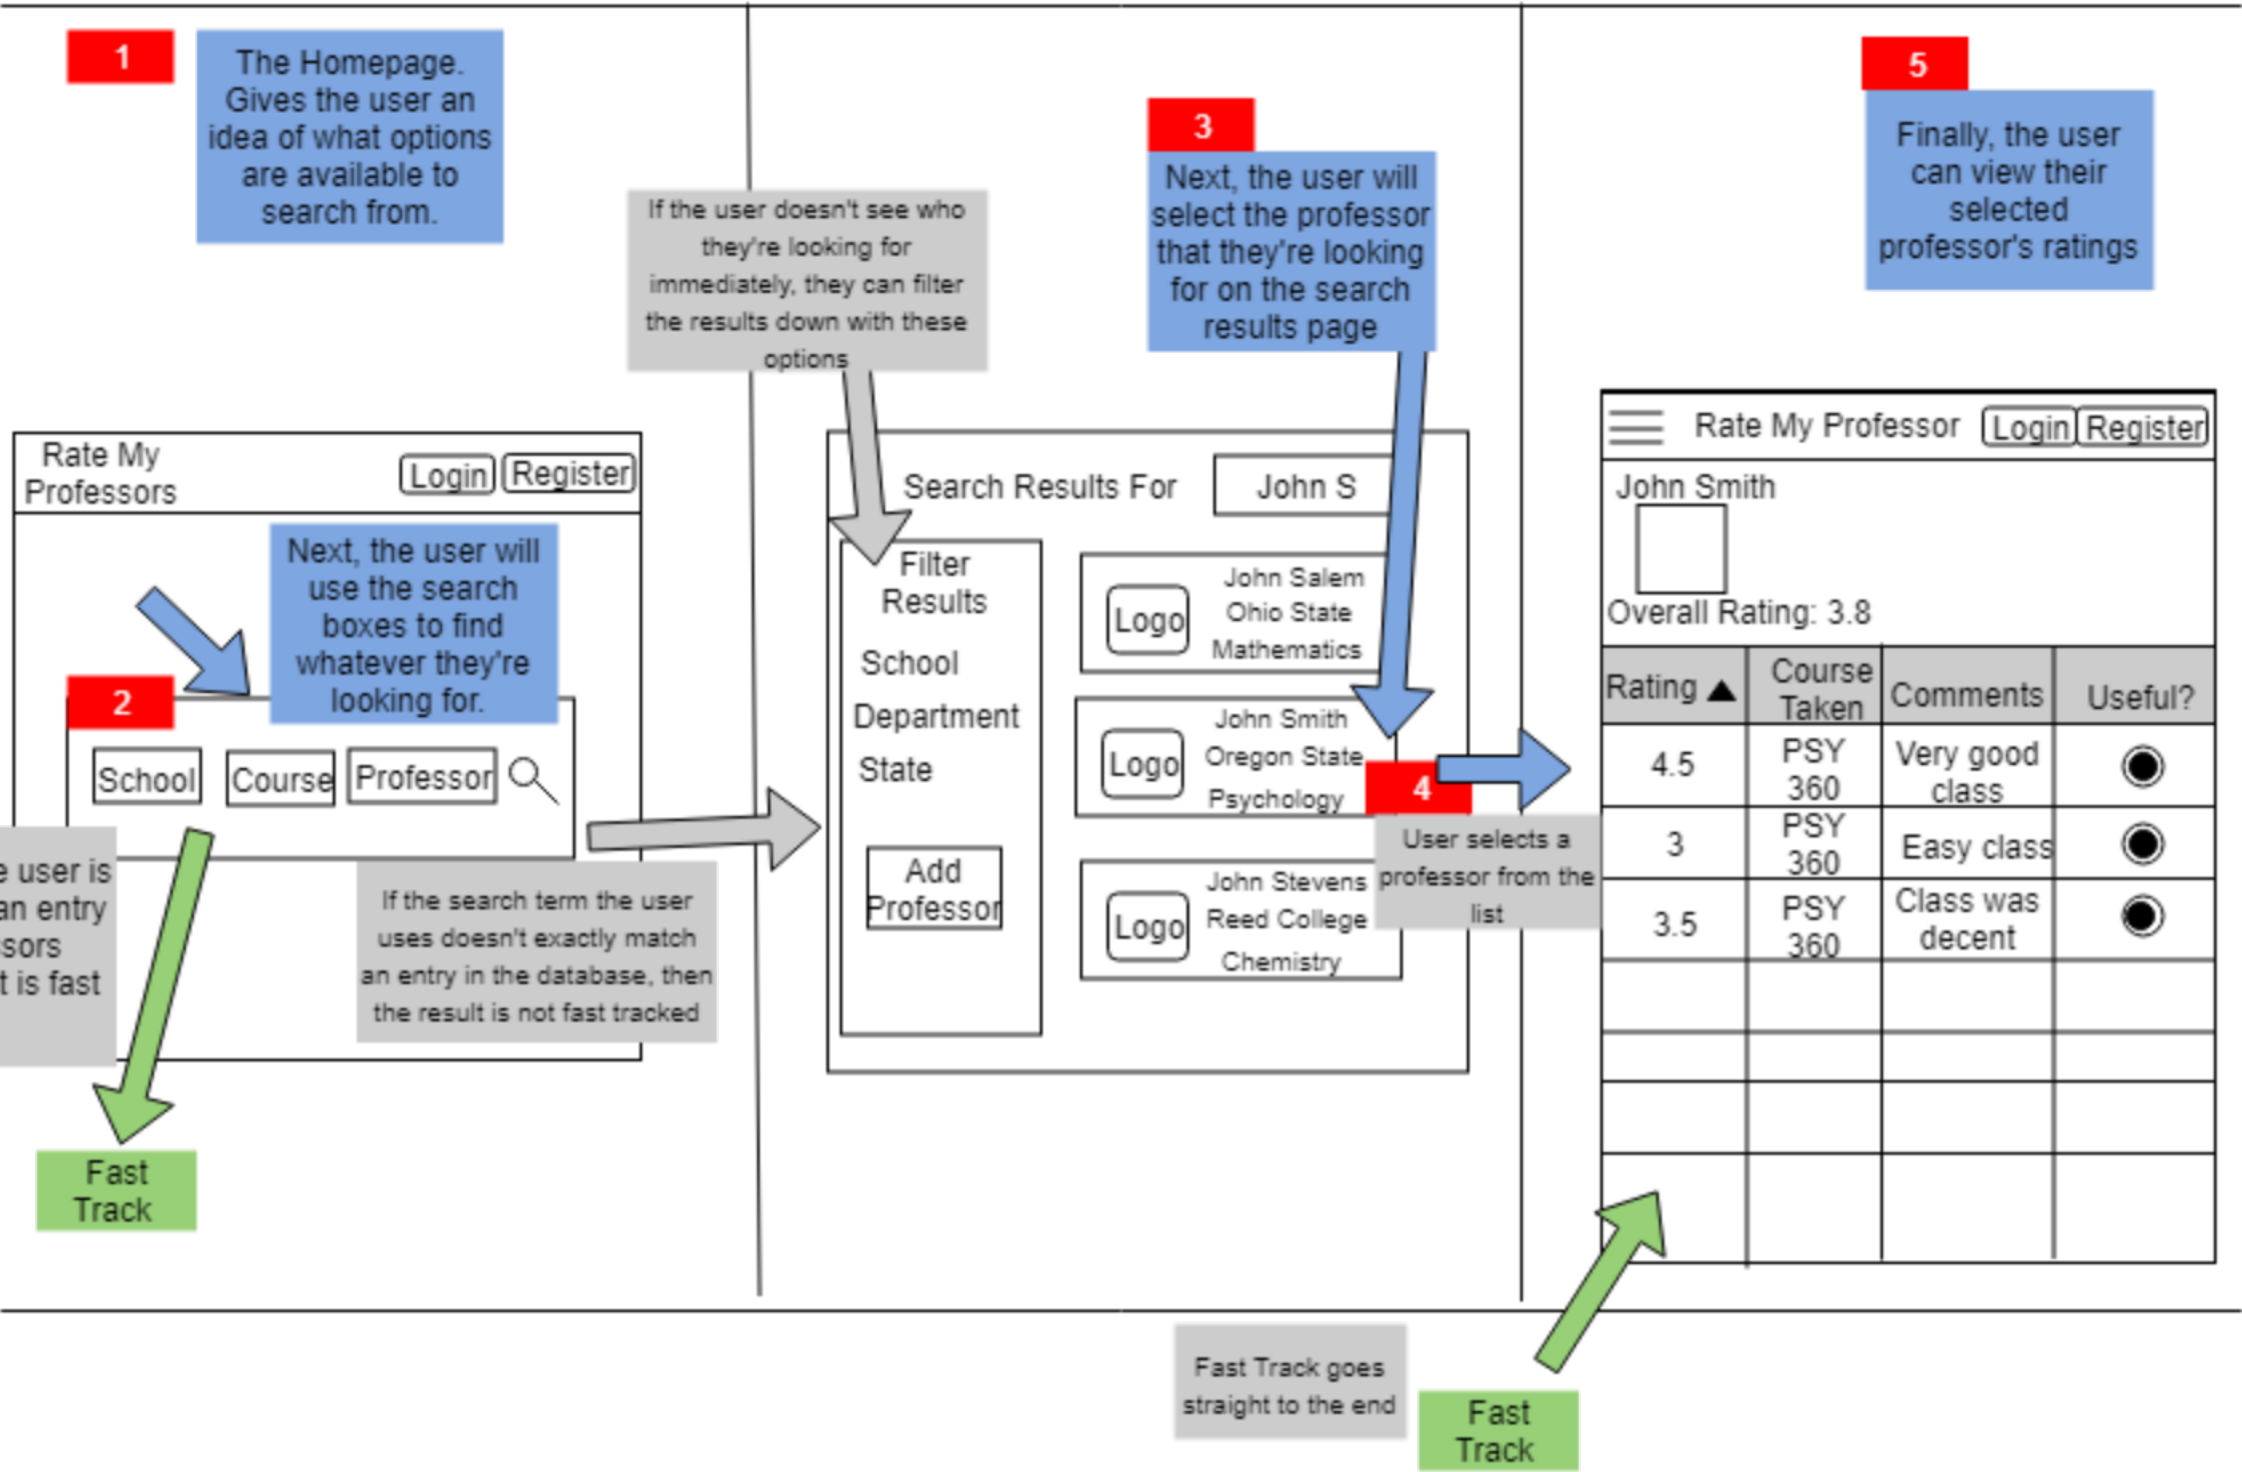 1
The Homepage.
Gives the user an
idea of what options
are available to
search from.
Rate My
Professors
Login
Register
Next, the user will
use the search
boxes to find
whatever they're
looking for.
2
School
Course
Professor
user is
an entry
is fast
If the search term the user
uses doesn't exactly match
an entry in the database, then
the result is not fast tracked
Fast
Track
If the user doesn't see who
they're looking for
immediately, they can filter
the results down with these
options
3
Next, the user will
select the professor
that they're looking
for on the search
results page
Search Results For
John S
Filter
Results
School
Department
State
Add
Professor
Logo
John Salem
Ohio State
Mathematics
Logo
John Smith
Oregon State
Psychology
Logo
John Stevens
Reed College
Chemistry
4
User selects a
professor from the
list
5
Finally, the user
can view their
selected
professor's ratings
Rate My Professor
Login
Register
John Smith
Overall Rating: 3.8
Rating
Course
Taken
Comments
Useful?
4.5
PSY
360
Very good
class
3
PSY
360
Easy class
3.5
PSY
360
Class was
decent
Fast Track goes
straight to the end
Fast
Track